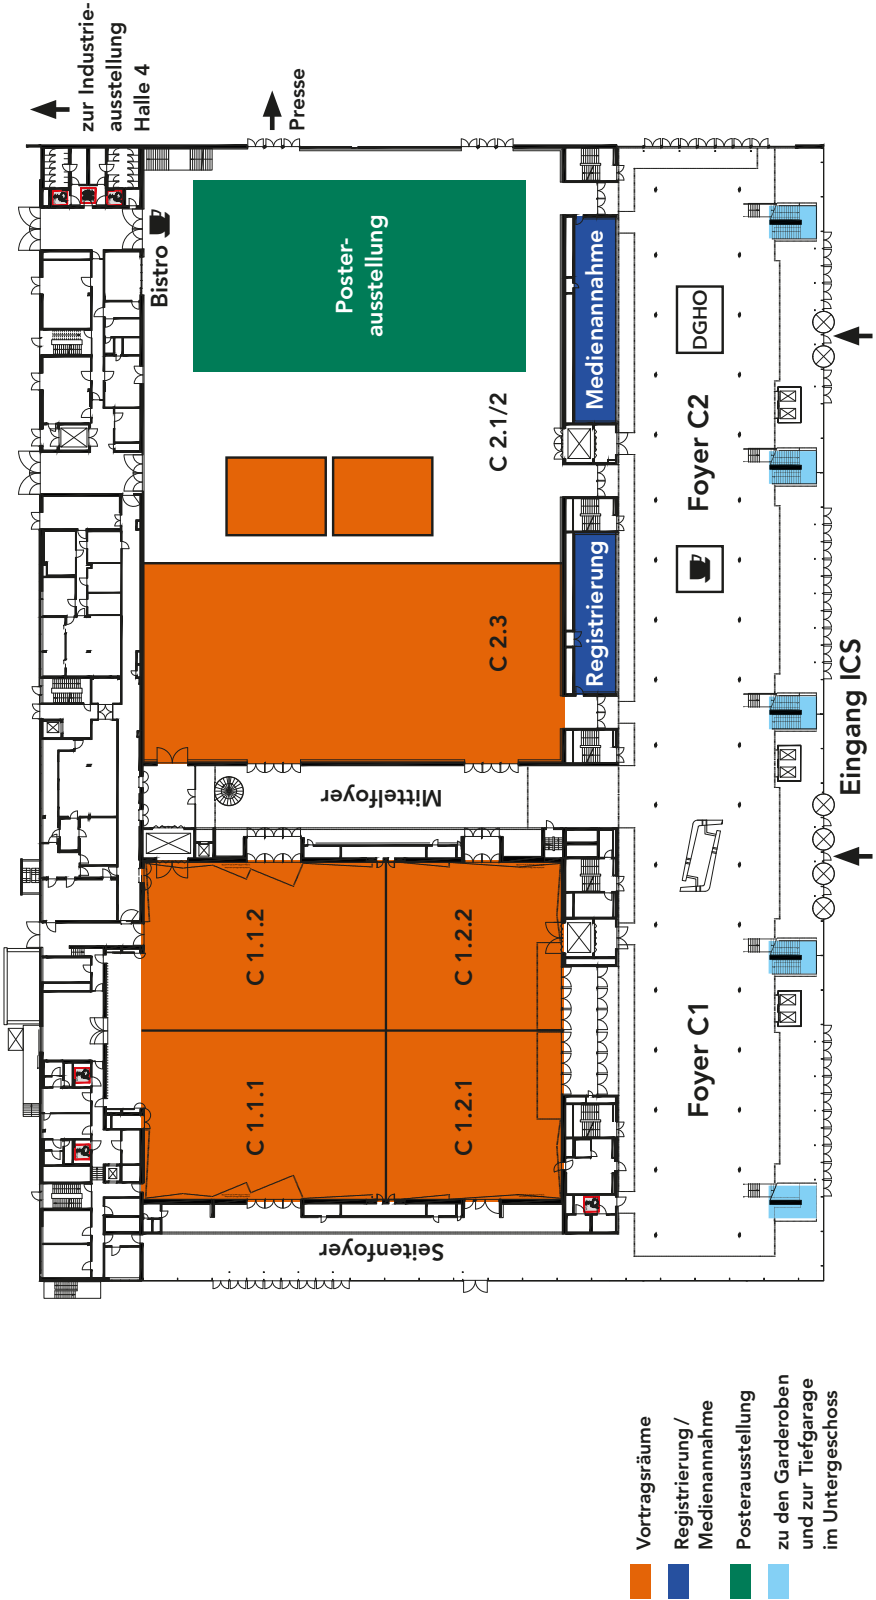 zur Industrie-
ausstellung
Halle 4
Presse
Bistro
Poster-
ausstellung
C 2.1/2
Medienannahme
DGHO
Foyer C2
C 2.3
Registrierung
Mittelfoyer
Eingang ICS
C 1.1.2
C 1.2.2
C 1.1.1
C 1.2.1
Foyer C1
Seitenfoyer
Vortragsräume
Registrierung/
Medienannahme
Posterausstellung
zu den Garderoben
und zur Tiefgarage
im Untergeschoss